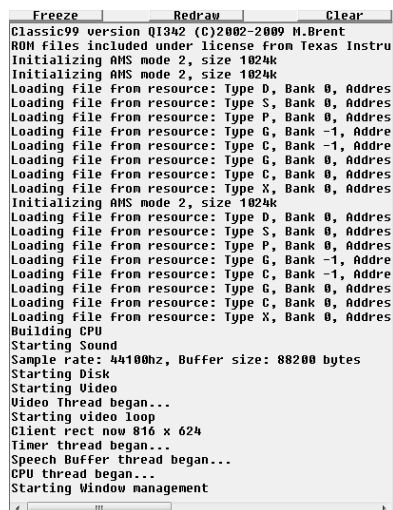 Freeze Redraw Clear
Classic99 version QI342 (C)2002-2009 M.Brent
ROM files included under license from Texas Instru
Initializing AMS mode 2, size 1024k
Initializing AMS mode 2, size 1024k
Loading file from resource: Type D, Bank 0, Addres
Loading file from resource: Type S, Bank 0, Addres
Loading file from resource: Type P, Bank 0, Addres
Loading file from resource: Type G, Bank -1, Addre
Loading file from resource: Type C, Bank -1, Addre
Loading file from resource: Type G, Bank 0, Addres
Loading file from resource: Type C, Bank 0, Addres
Loading file from resource: Type X, Bank 0, Addres
Initializing AMS mode 2, size 1024k
Loading file from resource: Type D, Bank 0, Addres
Loading file from resource: Type S, Bank 0, Addres
Loading file from resource: Type P, Bank 0, Addres
Loading file from resource: Type G, Bank -1, Addre
Loading file from resource: Type C, Bank -1, Addre
Loading file from resource: Type G, Bank 0, Addres
Loading file from resource: Type C, Bank 0, Addres
Loading file from resource: Type X, Bank 0, Addres
Building CPU
Starting Sound
Sample rate: 44100hz, Buffer size: 88200 bytes
Starting Disk
Starting Video
Video Thread began...
Starting video loop
Client rect now 816 x 624
Timer thread began...
Speech Buffer thread began...
CPU thread began...
Starting Window management